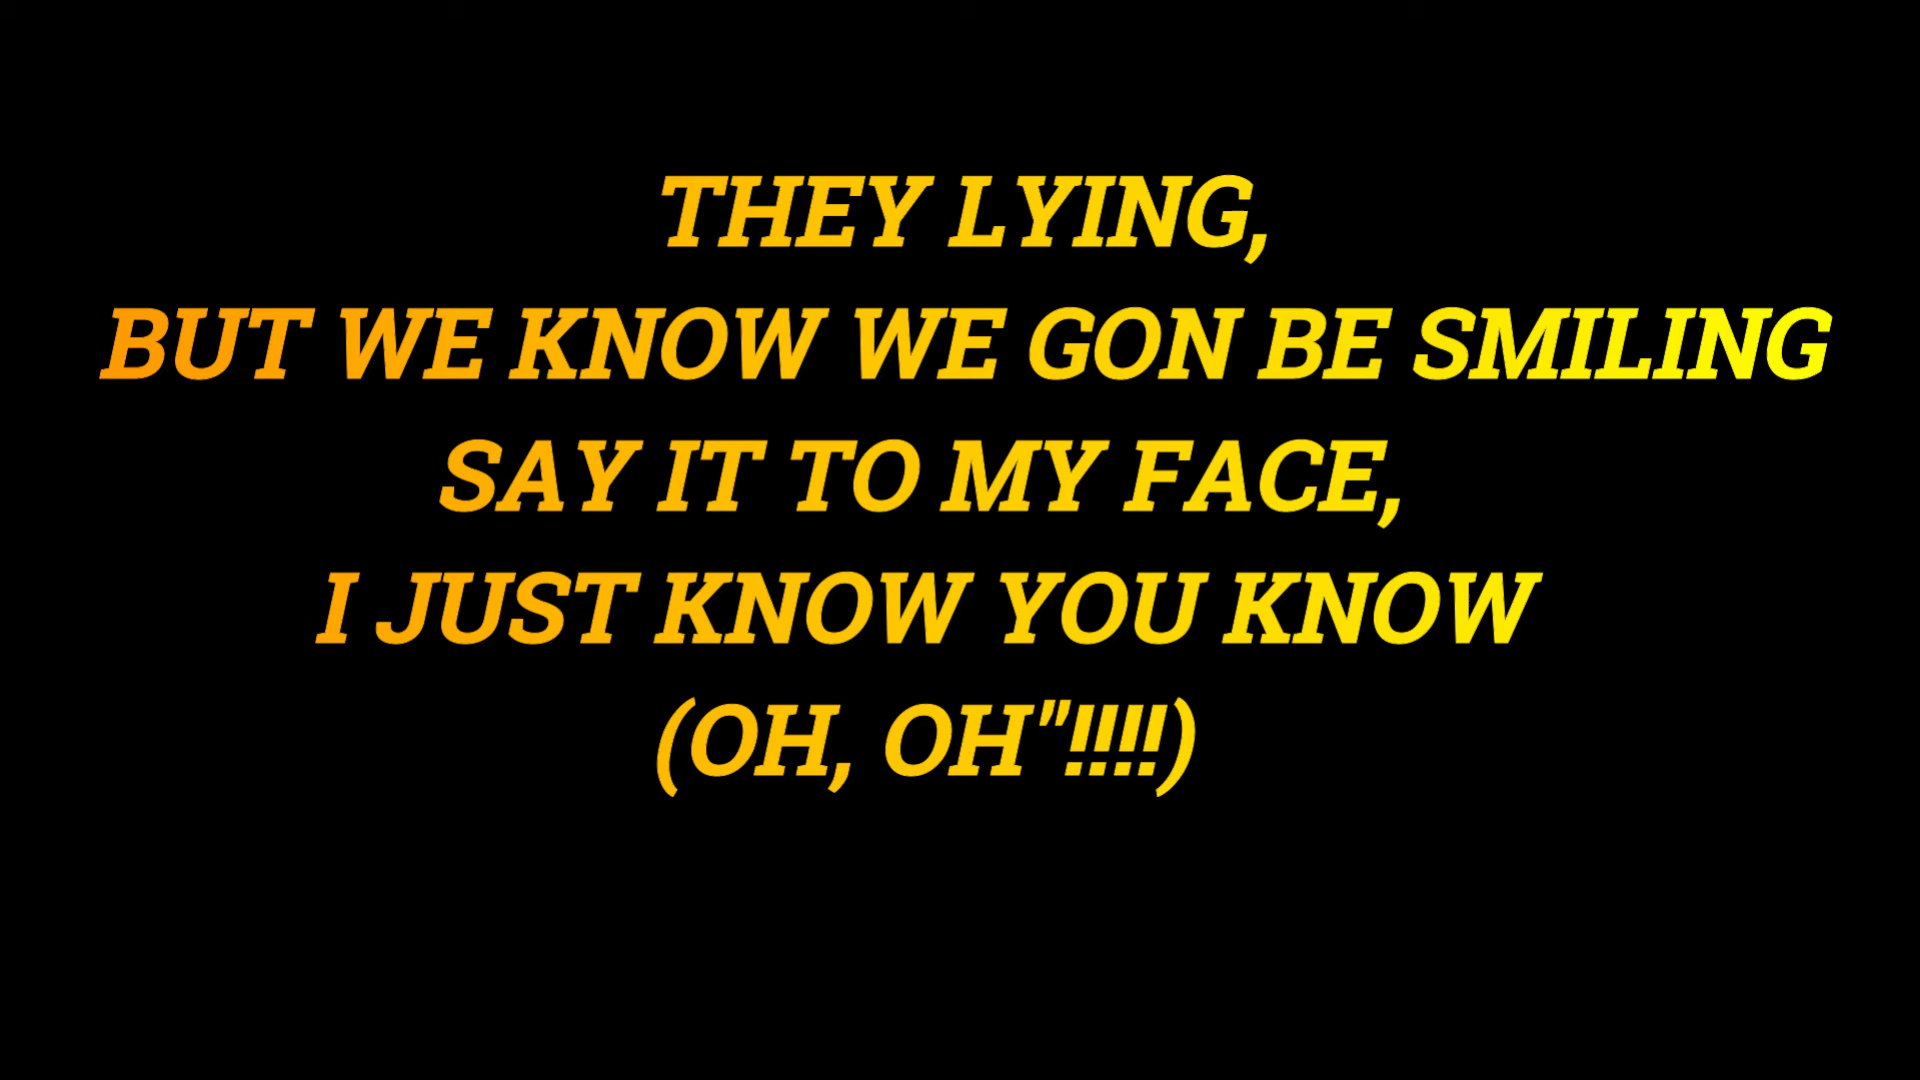 THEY LYING,
BUT WE KNOW WE GON BE SMILING
SAY IT TO MY FACE,
I JUST KNOW YOU KNOW
(OH, OH"!!!!)